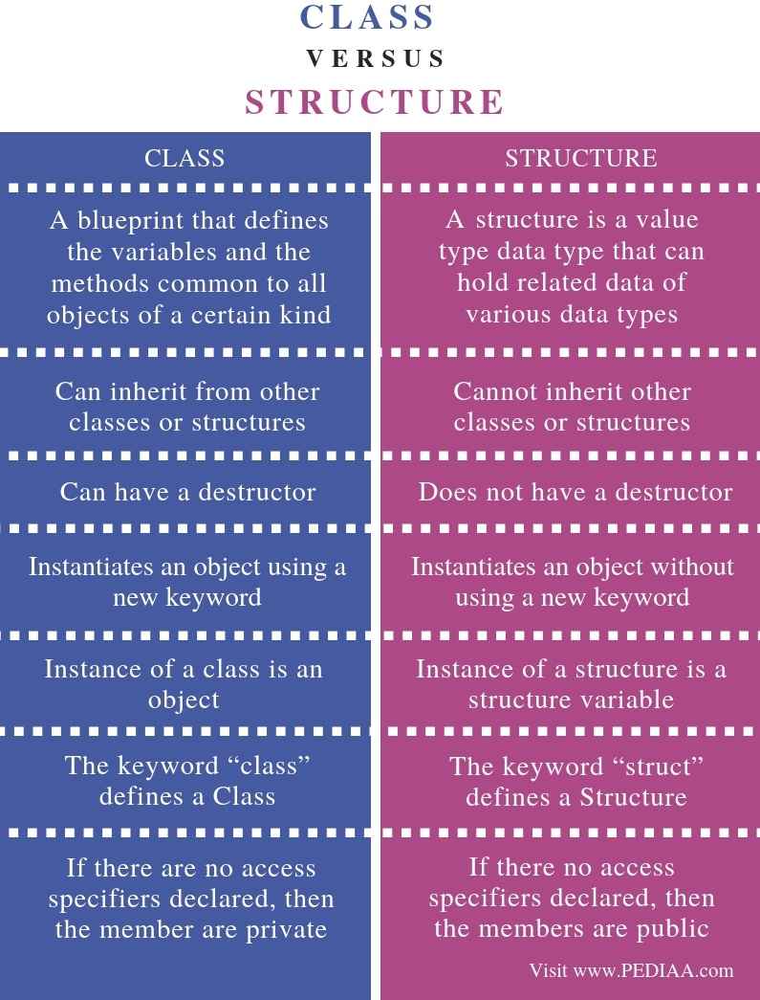 CLASS
VERSUS
STRUCTURE
CLASS
A blueprint that defines
the variables and the
methods common to all
objects of a certain kind
Can inherit from other
classes or structures
Can have a destructor
Instantiates an object using a
new keyword
Instance of a class is an
object
The keyword “class”
defines a Class
If there are no access
specifiers declared, then
the member are private
STRUCTURE
A structure is a value
type data type that can
hold related data of
various data types
Cannot inherit other
classes or structures
Does not have a destructor
Instantiates an object without
using a new keyword
Instance of a structure is a
structure variable
The keyword “struct”
defines a Structure
If there no access
specifiers declared, then
the members are public
Visit www.PEDIAA.com